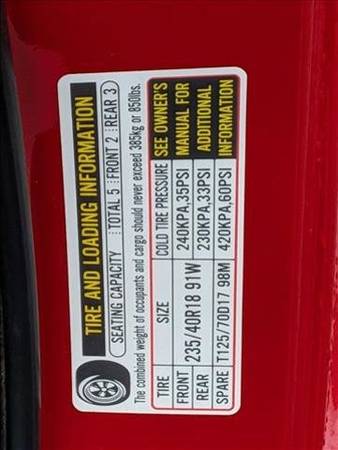 TIRE AND LOADING INFORMATION
SEATING CAPACITY TOTAL 5 FRONT 2 REAR 3
The combined weight of occupants and cargo should never exceed 385kg or 850lbs.
TIRE SIZE COLD TIRE PRESSURE SEE OWNER'S
FRONT 235/40R18 91W 240KPA,35PSI MANUAL FOR
REAR 230KPA,33PSI ADDITIONAL
SPARE T125/70D17 98M 420KPA,60PSI INFORMATION